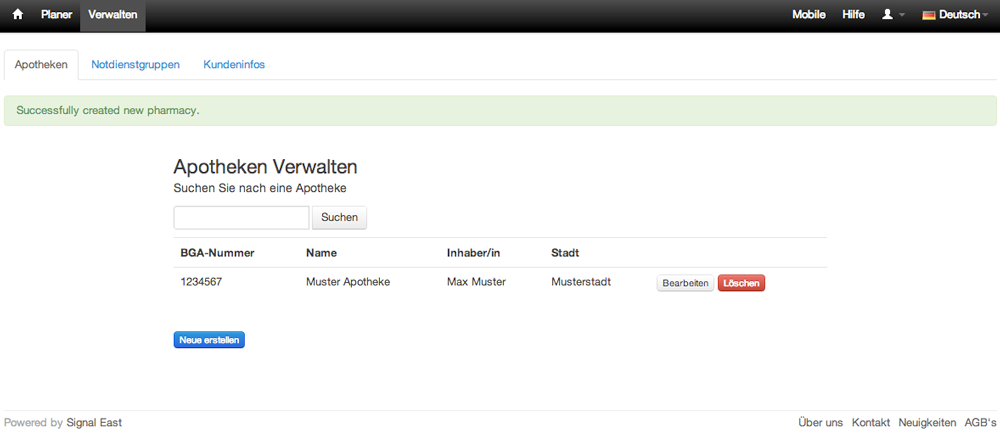 Planer Verwalten Mobile Hilfe Deutsch
Apotheken Notdienstgruppen Kundeninfos
Successfully created new pharmacy.
Apotheken Verwalten
Suchen Sie nach eine Apotheke
Suchen
BGA-Nummer Name Inhaber/in Stadt
1234567 Muster Apotheke Max Muster Musterstadt Bearbeiten Löschen
Neue erstellen
Powered by Signal East Über uns Kontakt Neuigkeiten AGB's